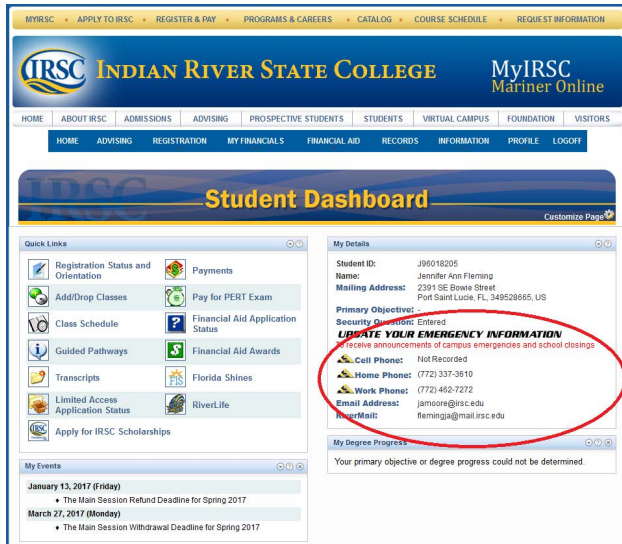 MYIRSC • APPLY TO IRSC • REGISTER & PAY • PROGRAMS & CAREERS • CATALOG • COURSE SCHEDULE • REQUEST INFORMATION
IRSC INDIAN RIVER STATE COLLEGE MyIRSC
Mariner Online
HOME ABOUT IRSC ADMISSIONS ADVISING PROSPECTIVE STUDENTS STUDENTS VIRTUAL CAMPUS FOUNDATION VISITORS
HOME ADVISING REGISTRATION MY FINANCIALS FINANCIAL AID RECORDS INFORMATION PROFILE LOGOFF
IRSC
Student Dashboard
Customize Page
Quick Links
Registration Status and
Orientation
Payments
Add/Drop Classes
Pay for PERT Exam
Class Schedule
Financial Aid Application
Status
Guided Pathways
Financial Aid Awards
Transcripts
Florida Shines
Limited Access
Application Status
RiverLife
Apply for IRSC Scholarships
My Events
January 13, 2017 (Friday)
♦ The Main Session Refund Deadline for Spring 2017
March 27, 2017 (Monday)
♦ The Main Session Withdrawal Deadline for Spring 2017
My Details
Student ID: J96018205
Name: Jennifer Ann Fleming
Mailing Address: 2391 SE Bowie Street
Port Saint Lucie, FL, 349528665, US
Primary Objective: -
Security Question: Entered
UPDATE YOUR EMERGENCY INFORMATION
To receive announcements of campus emergencies and school closings
Cell Phone: Not Recorded
Home Phone: (772) 337-3610
Work Phone: (772) 462-7272
Email Address: jamoore@irsc.edu
RiverMail: flemingja@mail.irsc.edu
My Degree Progress
Your primary objective or degree progress could not be determined.